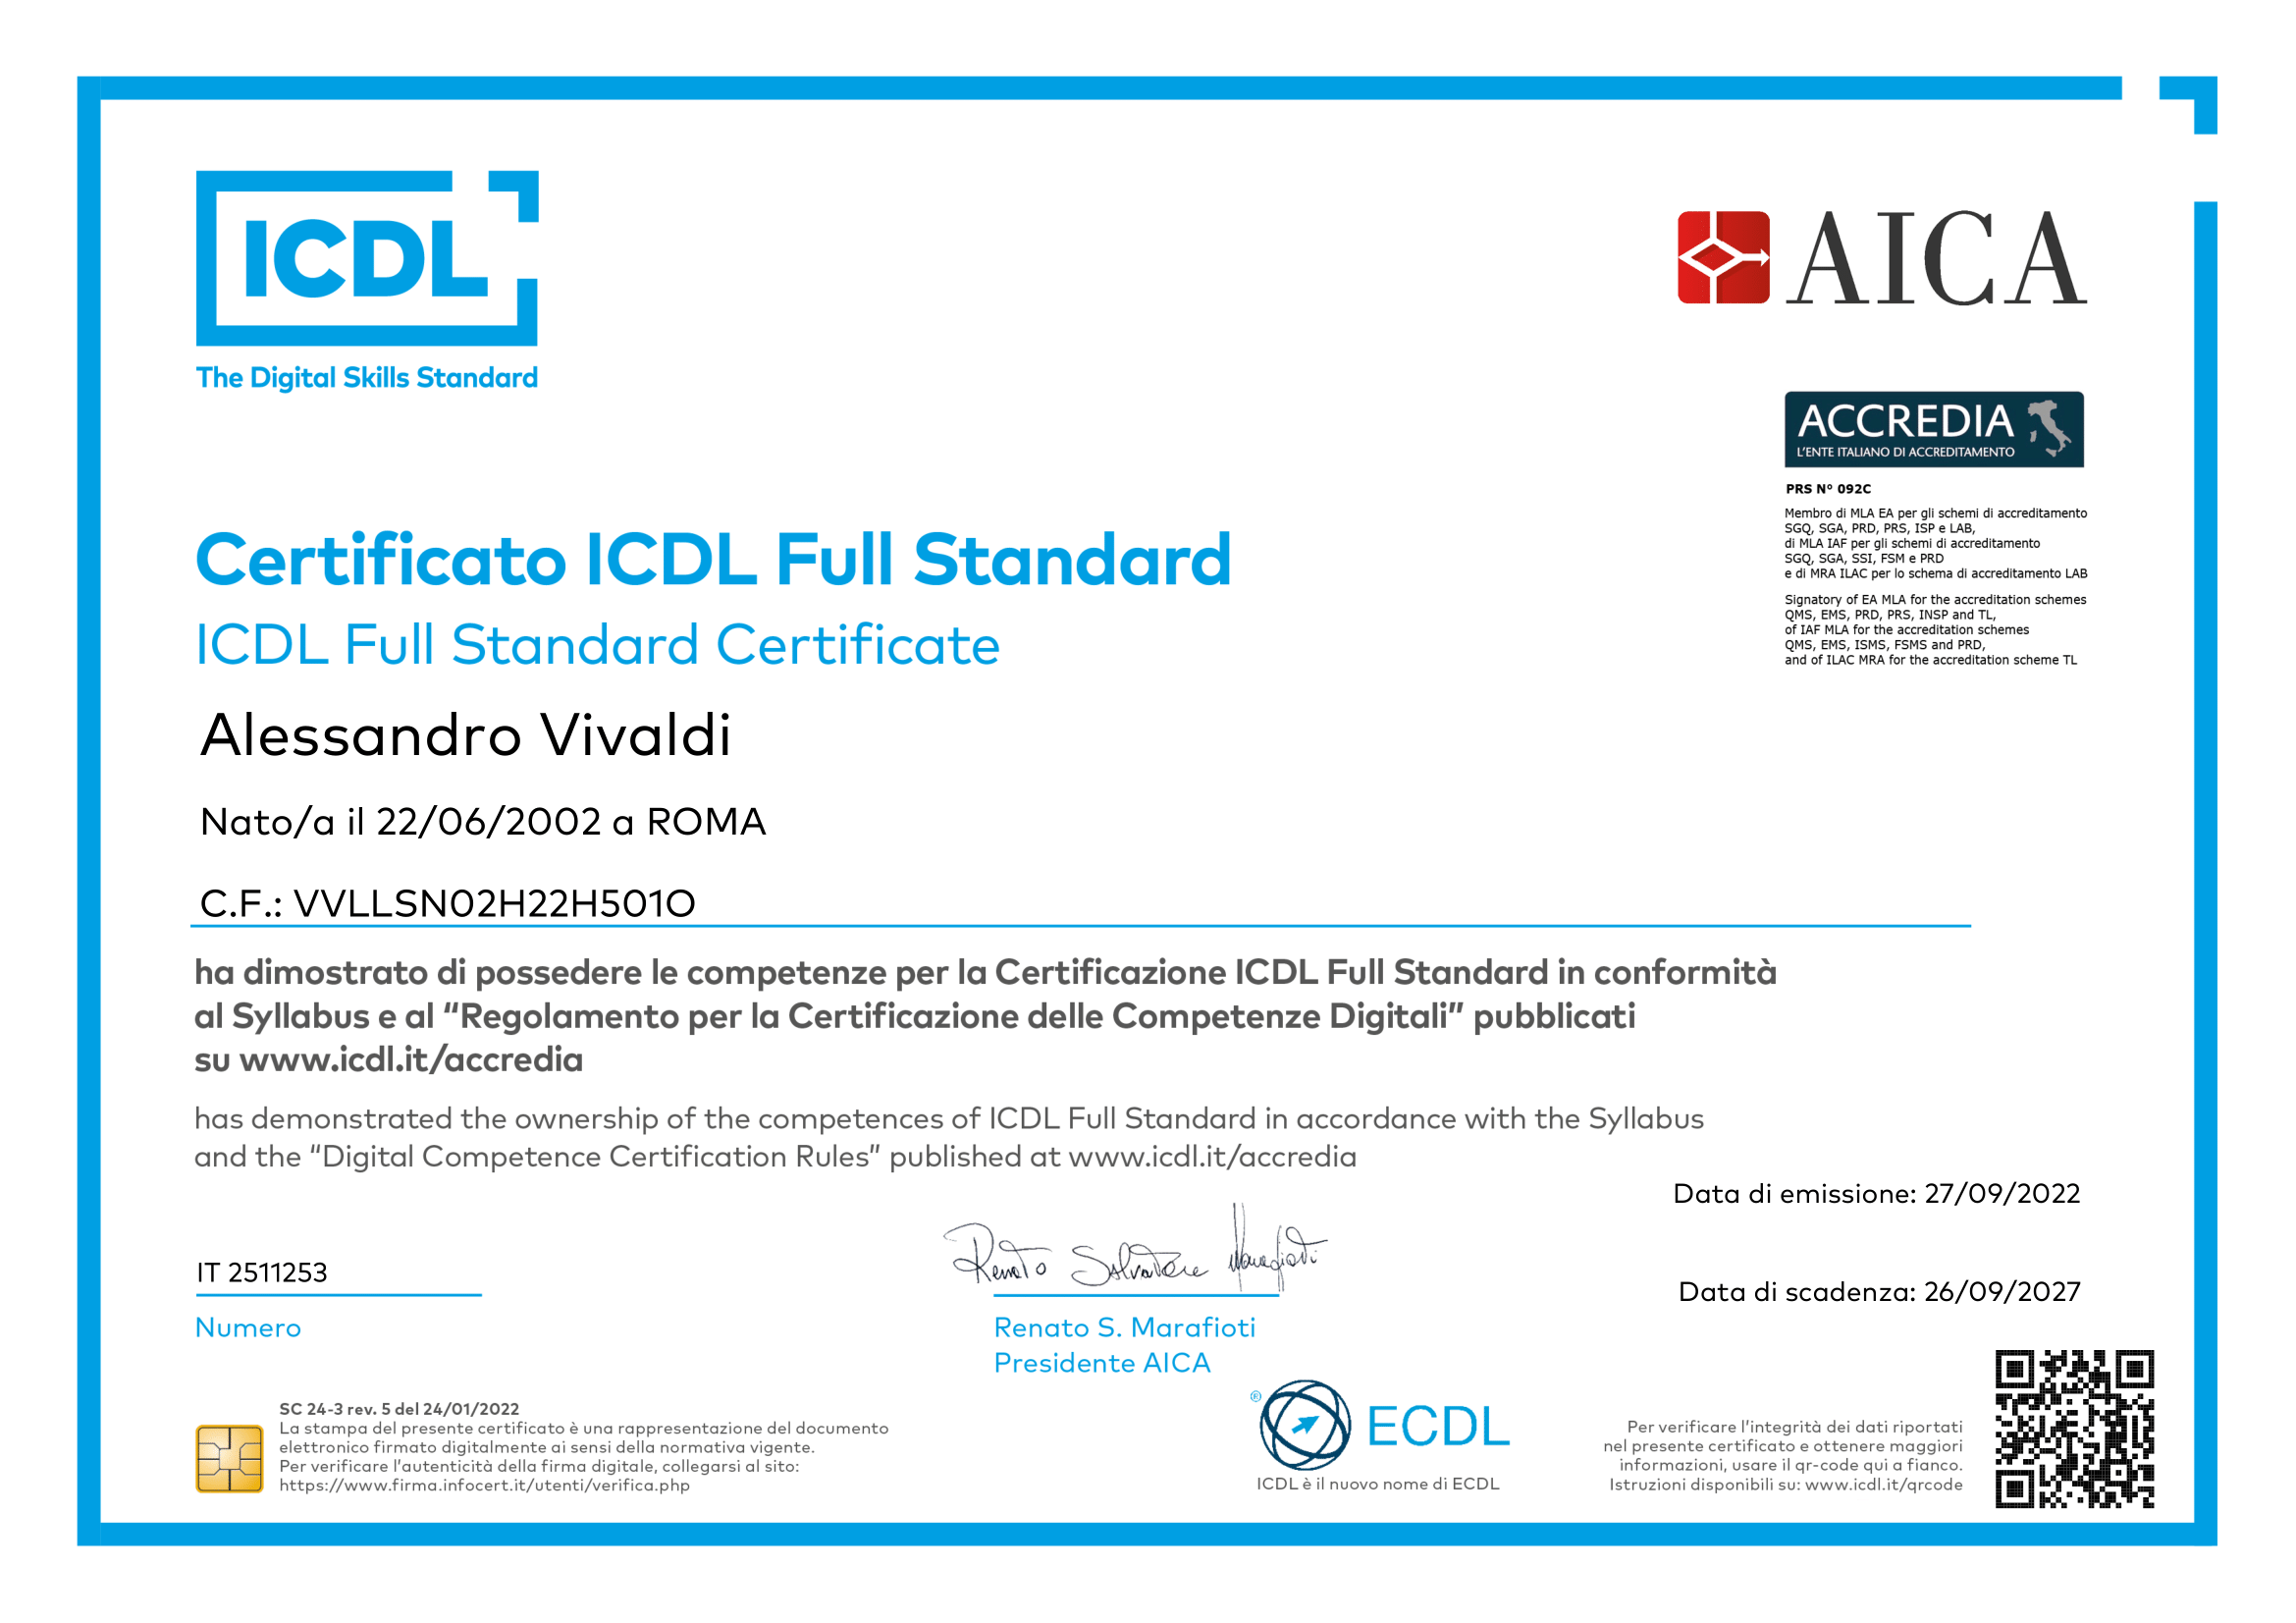 ICDL
The Digital Skills Standard
AICA
ACCREDIA
L'ENTE ITALIANO DI ACCREDITAMENTO
PRS N° 092C
Membro di MLA EA per gli schemi di accreditamento
SGQ, SGA, PRD, PRS, ISP e LAB,
di MLA IAF per gli schemi di accreditamento
SGQ, SGA, SSI, FSM e PRD
e di MRA ILAC per lo schema di accreditamento LAB
Signatory of EA MLA for the accreditation schemes
QMS, EMS, PRD, PRS, INSP and TL,
of IAF MLA for the accreditation schemes
QMS, EMS, ISMS, FSMS and PRD,
and of ILAC MRA for the accreditation scheme TL
Certificato ICDL Full Standard
ICDL Full Standard Certificate
Alessandro Vivaldi
Nato/a il 22/06/2002 a ROMA
C.F.: VVLLSN02H22H501O
ha dimostrato di possedere le competenze per la Certificazione ICDL Full Standard in conformità
al Syllabus e al “Regolamento per la Certificazione delle Competenze Digitali” pubblicati
su www.icdl.it/accredia
has demonstrated the ownership of the competences of ICDL Full Standard in accordance with the Syllabus
and the “Digital Competence Certification Rules” published at www.icdl.it/accredia
Data di emissione: 27/09/2022
Data di scadenza: 26/09/2027
IT 2511253
Numero
Renato Salvatore Marafioti
Renato S. Marafioti
Presidente AICA
SC 24-3 rev. 5 del 24/01/2022
La stampa del presente certificato è una rappresentazione del documento
elettronico firmato digitalmente ai sensi della normativa vigente.
Per verificare l'autenticità della firma digitale, collegarsi al sito:
https://www.firma.infocert.it/utenti/verifica.php
® ECDL
ICDL è il nuovo nome di ECDL
Per verificare l'integrità dei dati riportati
nel presente certificato e ottenere maggiori
informazioni, usare il qr-code qui a fianco.
Istruzioni disponibili su: www.icdl.it/qrcode